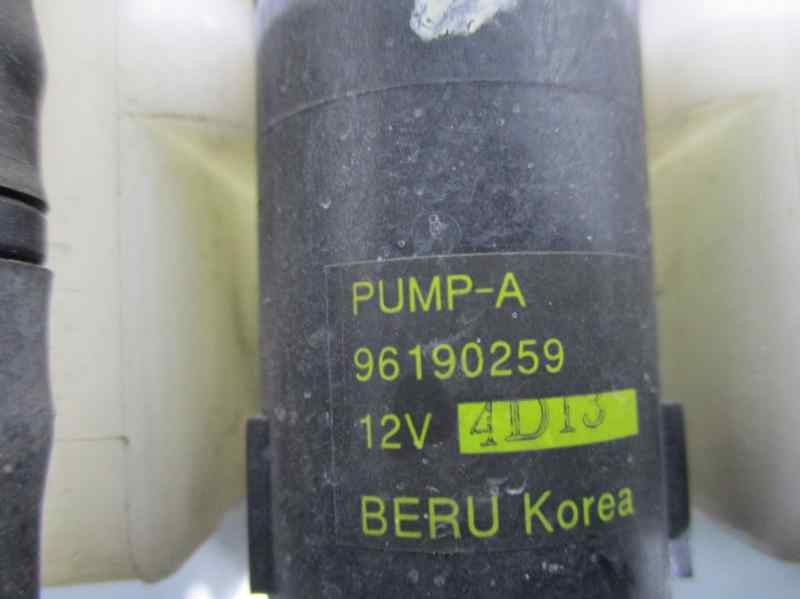 PUMP-A
96190259
12V 4D13
BERU Korea